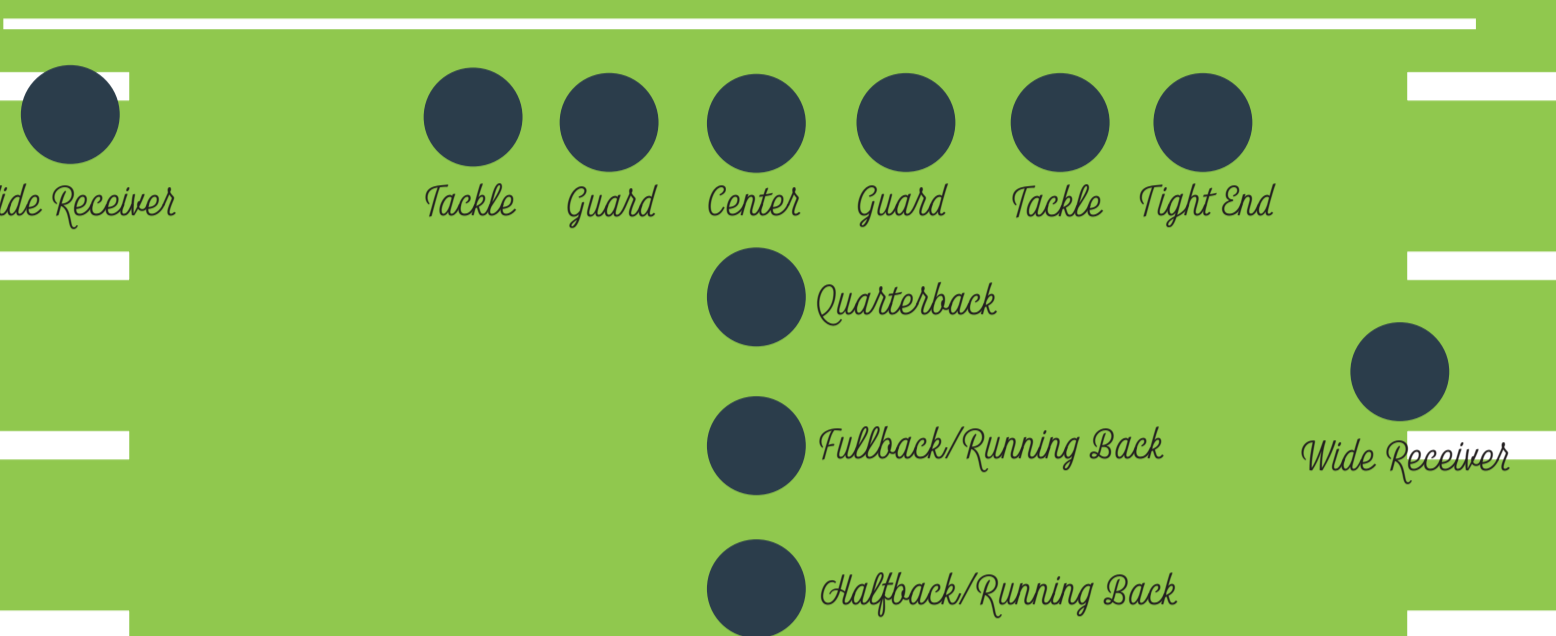 ide Receiver
Tackle
Guard
Center
Guard
Tackle
Tight End
Quarterback
Fullback/Running Back
Wide Receiver
Halfback/Running Back